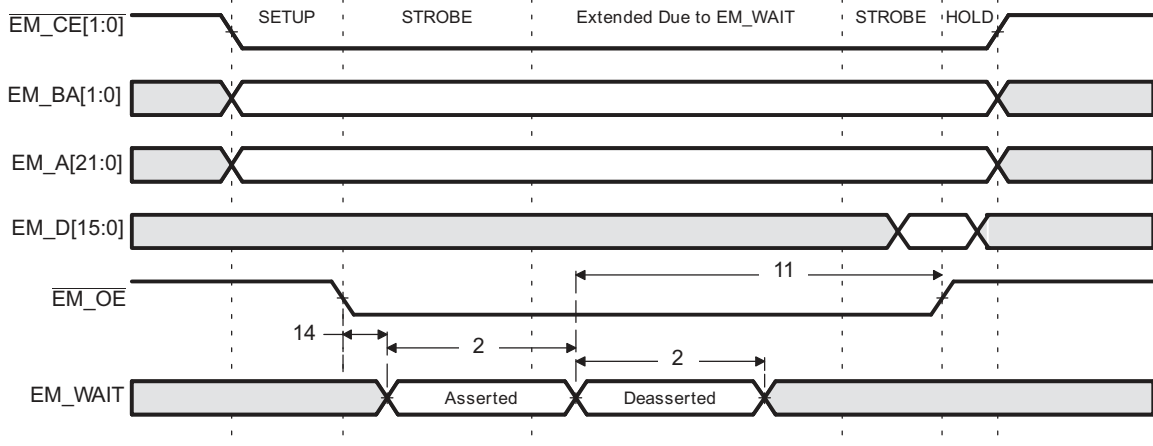 SETUP STROBE Extended Due to EM_WAIT STROBE HOLD
EM_CE[1:0]
EM_BA[1:0]
EM_A[21:0]
EM_D[15:0]
11
EM_OE
14 2 2
EM_WAIT Asserted Deasserted